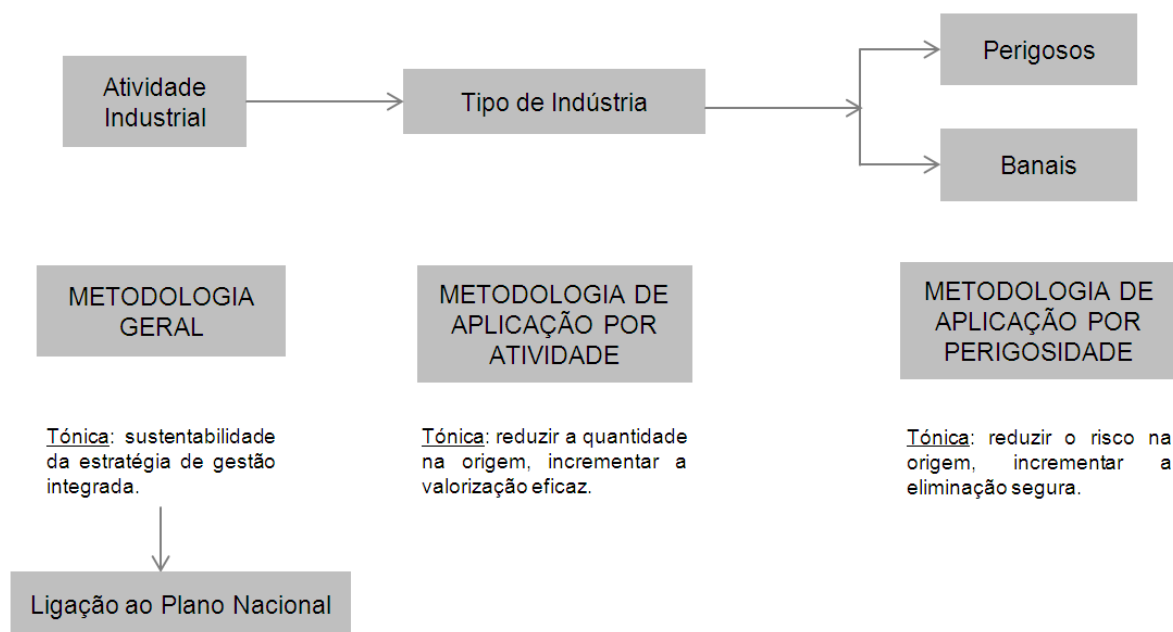 Atividade
Industrial
Tipo de Indústria
Perigosos
Banais
METODOLOGIA
GERAL
METODOLOGIA DE
APLICAÇÃO POR
ATIVIDADE
METODOLOGIA DE
APLICAÇÃO POR
PERIGOSIDADE
Tónica: sustentabilidade
da estratégia de gestão
integrada.
Tónica: reduzir a quantidade
na origem, incrementar a
valorização eficaz.
Tónica: reduzir o risco na
origem, incrementar a
eliminação segura.
Ligação ao Plano Nacional